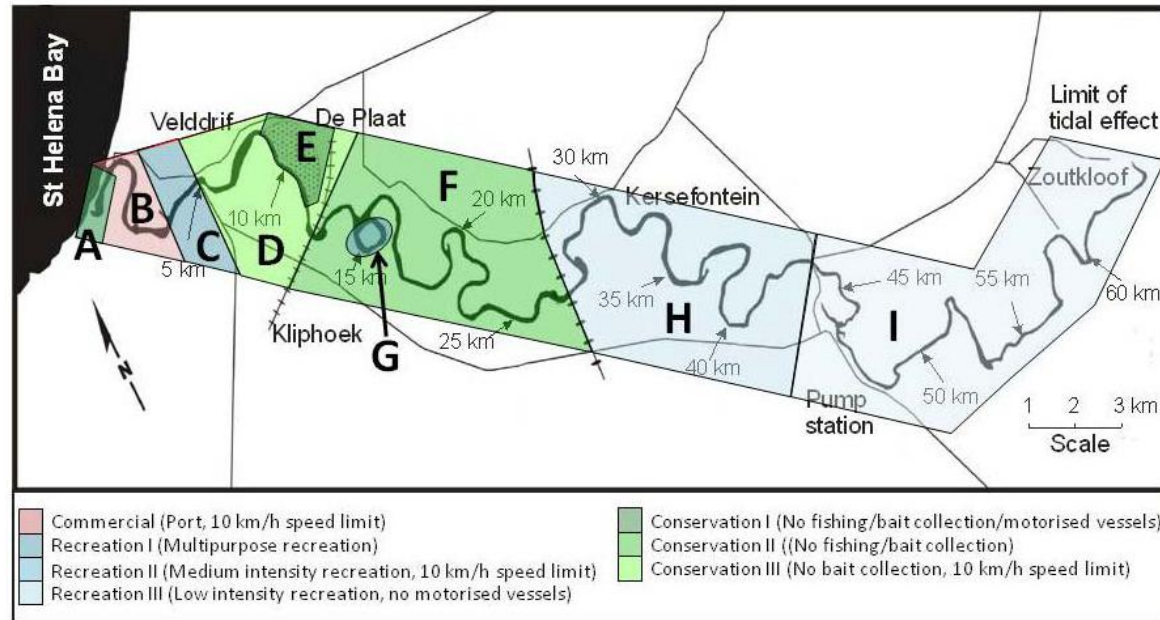 St Helena Bay
Velddrif
De Plaat
Limit of
tidal effect
E
30 km
Kersefontein
Zoutkloof
F
20 km
B
10 km
A
C
D
5 km
15 km
35 km
45 km
55 km
60 km
Kliphoek
G
25 km
H
40 km
I
50 km
N
Pump
station
1 2 3 km
Scale
Commercial (Port, 10 km/h speed limit)
Recreation I (Multipurpose recreation)
Recreation II (Medium intensity recreation, 10 km/h speed limit)
Recreation III (Low intensity recreation, no motorised vessels)
Conservation I (No fishing/bait collection/motorised vessels)
Conservation II ((No fishing/bait collection)
Conservation III (No bait collection, 10 km/h speed limit)